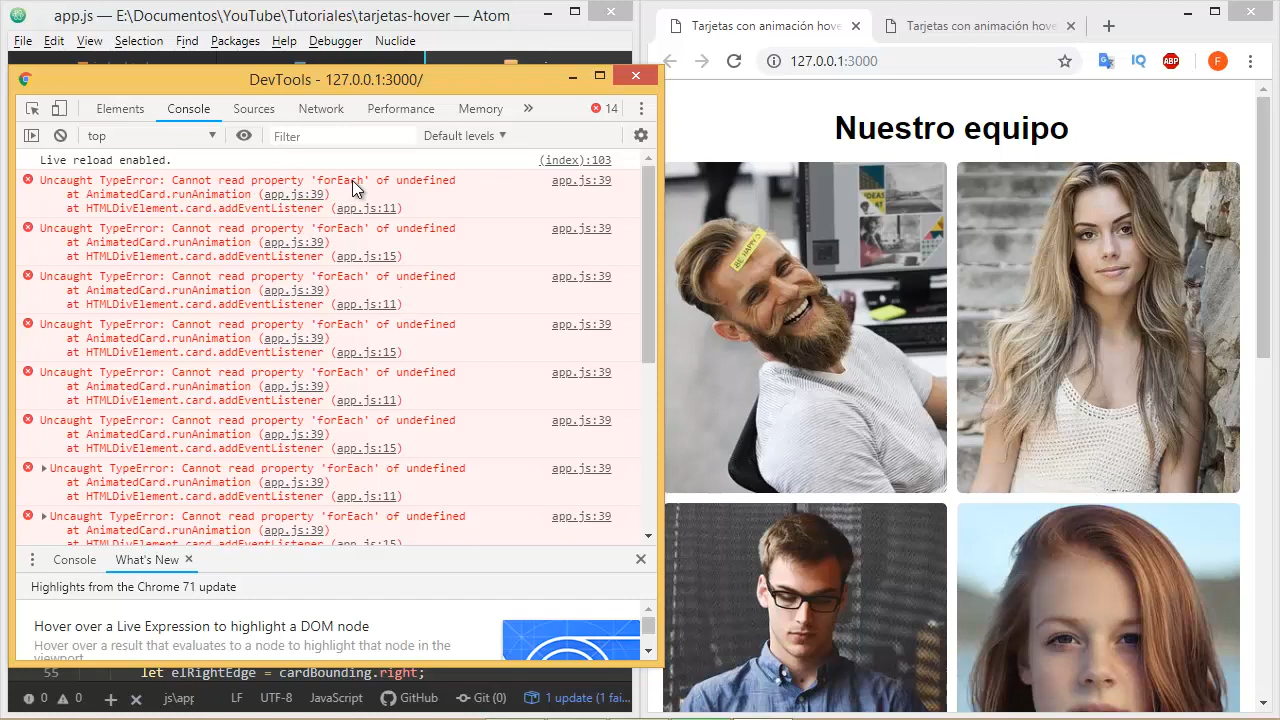 app.js — E:\Documentos\YouTube\Tutoriales\tarjetas-hover — Atom
File Edit View Selection Find Packages Help Debugger Nuclide
DevTools - 127.0.0.1:3000/
Elements Console Sources Network Performance Memory » 14
top Filter Default levels
Live reload enabled. (index):103
Uncaught TypeError: Cannot read property 'forEach' of undefined app.js:39
at AnimatedCard.runAnimation (app.js:39)
at HTMLDivElement.card.addEventListener (app.js:11)
Uncaught TypeError: Cannot read property 'forEach' of undefined app.js:39
at AnimatedCard.runAnimation (app.js:39)
at HTMLDivElement.card.addEventListener (app.js:15)
Uncaught TypeError: Cannot read property 'forEach' of undefined app.js:39
at AnimatedCard.runAnimation (app.js:39)
at HTMLDivElement.card.addEventListener (app.js:11)
Uncaught TypeError: Cannot read property 'forEach' of undefined app.js:39
at AnimatedCard.runAnimation (app.js:39)
at HTMLDivElement.card.addEventListener (app.js:15)
Uncaught TypeError: Cannot read property 'forEach' of undefined app.js:39
at AnimatedCard.runAnimation (app.js:39)
at HTMLDivElement.card.addEventListener (app.js:11)
Uncaught TypeError: Cannot read property 'forEach' of undefined app.js:39
at AnimatedCard.runAnimation (app.js:39)
at HTMLDivElement.card.addEventListener (app.js:15)
Uncaught TypeError: Cannot read property 'forEach' of undefined app.js:39
at AnimatedCard.runAnimation (app.js:39)
at HTMLDivElement.card.addEventListener (app.js:11)
Uncaught TypeError: Cannot read property 'forEach' of undefined app.js:39
at AnimatedCard.runAnimation (app.js:39)
at HTMLDivElement.card.addEventListener (app.js:15)
Console What's New
Highlights from the Chrome 71 update
Hover over a Live Expression to highlight a DOM node
Hover over a result that evaluates to a node to highlight that node in the
viewport.
55 let elRightEdge = cardBounding.right;
0 0 js\app LF UTF-8 JavaScript GitHub Git (0) 1 update (1 fai...
Tarjetas con animación hove Tarjetas con animación hove
127.0.0.1:3000 IQ ABP F
Nuestro equipo
BE HAPPY